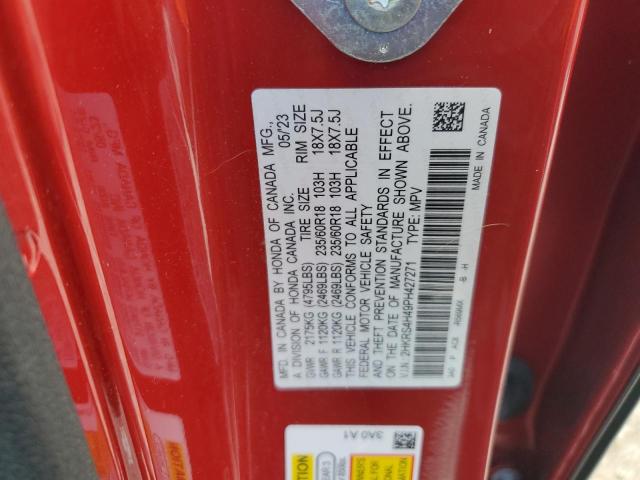 MFD. IN CANADA BY HONDA OF CANADA MFG.,
A DIVISION OF HONDA CANADA INC. 05/'23
TIRE SIZE RIM SIZE
GVWR 2175KG (4795LBS)
GAWR F 1120KG (2469LBS) 235/60R18 103H 18X7.5J
GAWR R 1120KG (2469LBS) 235/60R18 103H 18X7.5J
THIS VEHICLE CONFORMS TO ALL APPLICABLE
FEDERAL MOTOR VEHICLE SAFETY
AND THEFT PREVENTION STANDARDS IN EFFECT
ON THE DATE OF MANUFACTURE SHOWN ABOVE.
V.I.N. 2HKRS4H49PH427271 TYPE: MPV
-B -H
MADE IN CANADA
3A0 A1
CAUTION